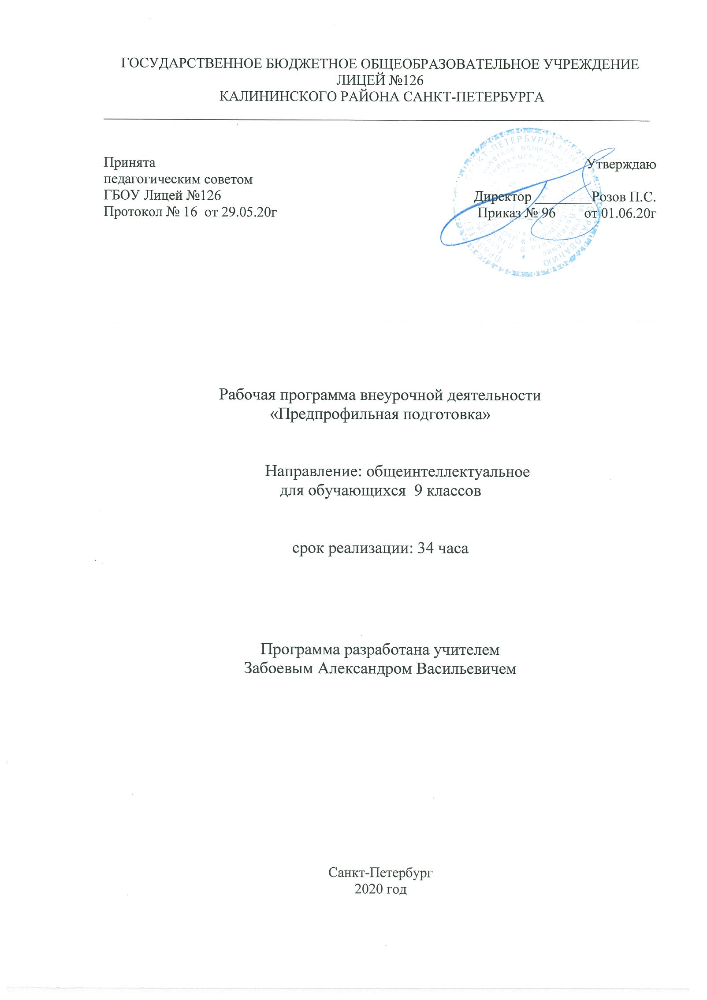 ГОСУДАРСТВЕННОЕ БЮДЖЕТНОЕ ОБЩЕОБРАЗОВАТЕЛЬНОЕ УЧРЕЖДЕНИЕ
ЛИЦЕЙ №126
КАЛИНИНСКОГО РАЙОНА САНКТ-ПЕТЕРБУРГА
Принята
педагогическим советом
ГБОУ Лицей №126
Протокол № 16 от 29.05.20г
Утверждаю
Директор ________Розов П.С.
Приказ № 96 от 01.06.20г
Рабочая программа внеурочной деятельности
«Предпрофильная подготовка»
Направление: общеинтеллектуальное
для обучающихся 9 классов
срок реализации: 34 часа
Программа разработана учителем
Забоевым Александром Васильевичем
Санкт-Петербург
2020 год